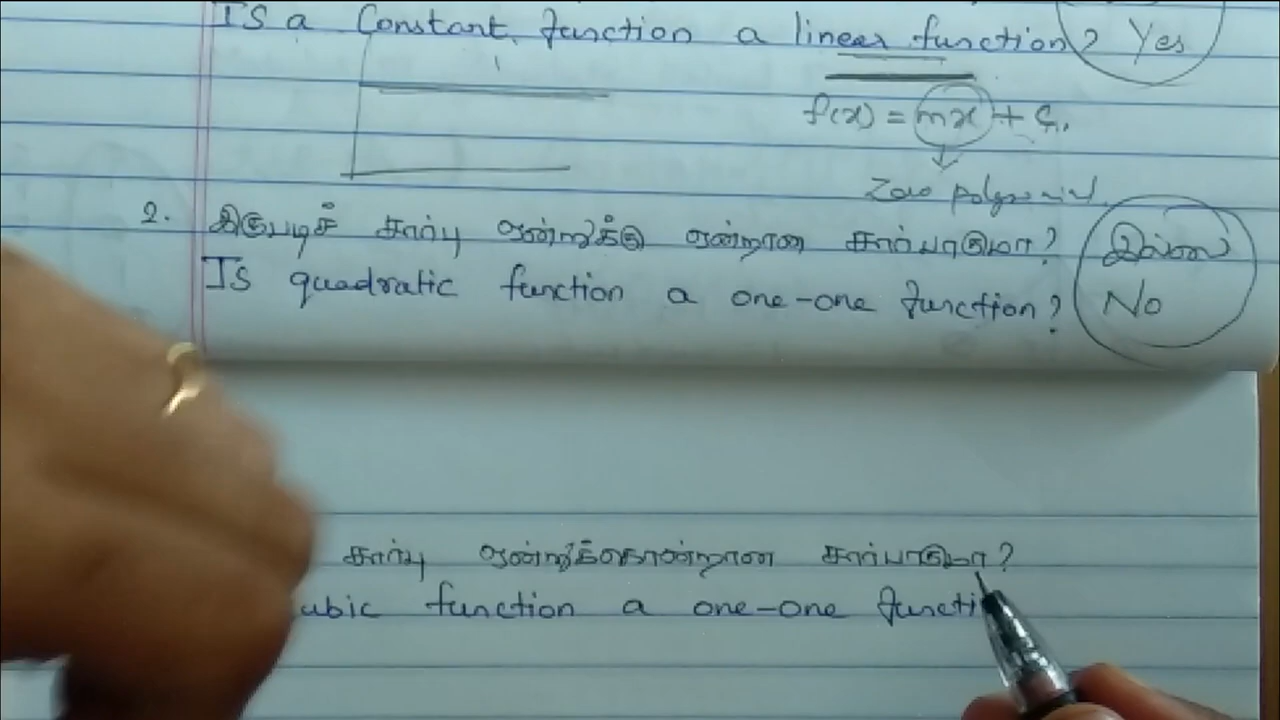 Is a Constant function a linear function? Yes
f(x) = mx + c,
Zero polynomial
2. இருபடிச் சார்பு ஒன்றுக்கு ஒன்றான சார்பாகுமா? இல்லை
Is quadratic function a one-one function? No
சார்பு ஒன்றுக்கொன்றான சார்பாகுமா?
ubic function a one-one functi